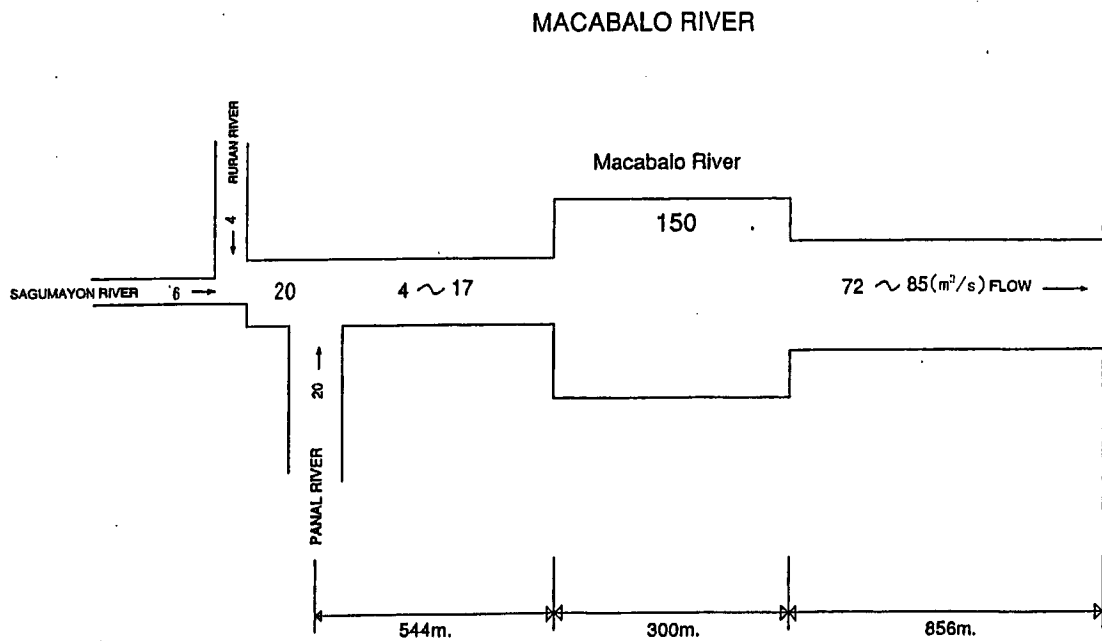 MACABALO RIVER
RURAN RIVER
4
Macabalo River
150
SAGUMAYON RIVER 6
20
4 ~ 17
72 ~ 85(m³/s) FLOW
20
PANAL RIVER
544m.
300m.
856m.